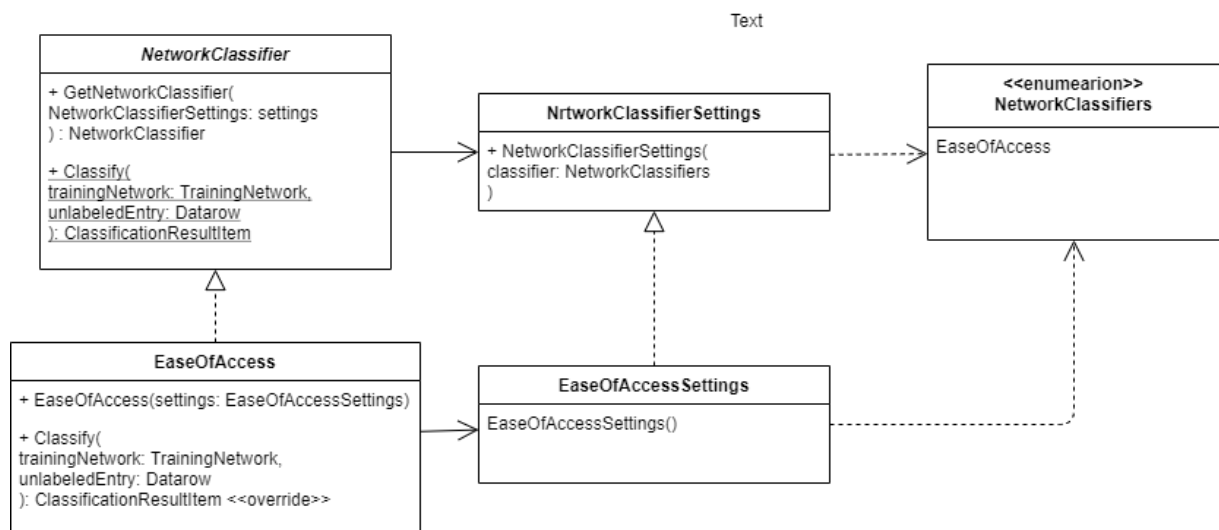 Text
NetworkClassifier
+ GetNetworkClassifier(
NetworkClassifierSettings: settings
) : NetworkClassifier
+ Classify(
trainingNetwork: TrainingNetwork,
unlabeledEntry: Datarow
): ClassificationResultItem
NrtworkClassifierSettings
+ NetworkClassifierSettings(
classifier: NetworkClassifiers
)
<<enumearion>>
NetworkClassifiers
EaseOfAccess
EaseOfAccess
+ EaseOfAccess(settings: EaseOfAccessSettings)
+ Classify(
trainingNetwork: TrainingNetwork,
unlabeledEntry: Datarow
): ClassificationResultItem <<override>>
EaseOfAccessSettings
EaseOfAccessSettings()